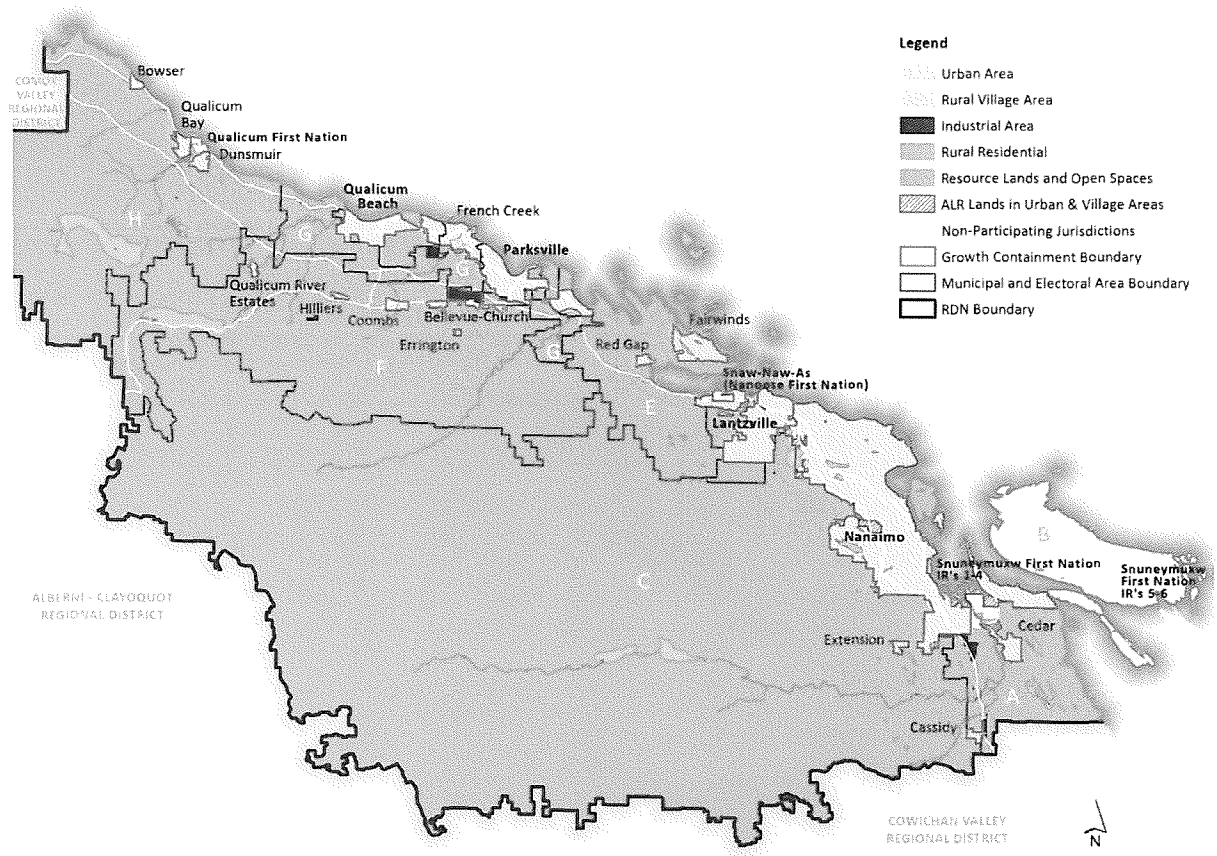 Legend
Urban Area
Rural Village Area
Industrial Area
Rural Residential
Resource Lands and Open Spaces
ALR Lands in Urban & Village Areas
Non-Participating Jurisdictions
Growth Containment Boundary
Municipal and Electoral Area Boundary
RDN Boundary
COMOX
VALLEY
REGIONAL
DISTRICT
Bowser
Qualicum
Bay
Qualicum First Nation
Dunsmuir
Qualicum
Beach
French Creek
Parksville
H
G
G
Qualicum River
Estates
Hilliers
Coombs
Bellevue-Church
Errington
Fairwinds
Red Gap
G
F
E
Snaw-Naw-As
(Nanoose First Nation)
Lantzville
Nanaimo
B
C
Snuneymuxw First Nation
IR's 1-4
Snuneymuxw
First Nation
IR's 5-6
ALBERNI - CLAYOQUOT
REGIONAL DISTRICT
Extension
Cedar
A
Cassidy
COWICHAN VALLEY
REGIONAL DISTRICT
N